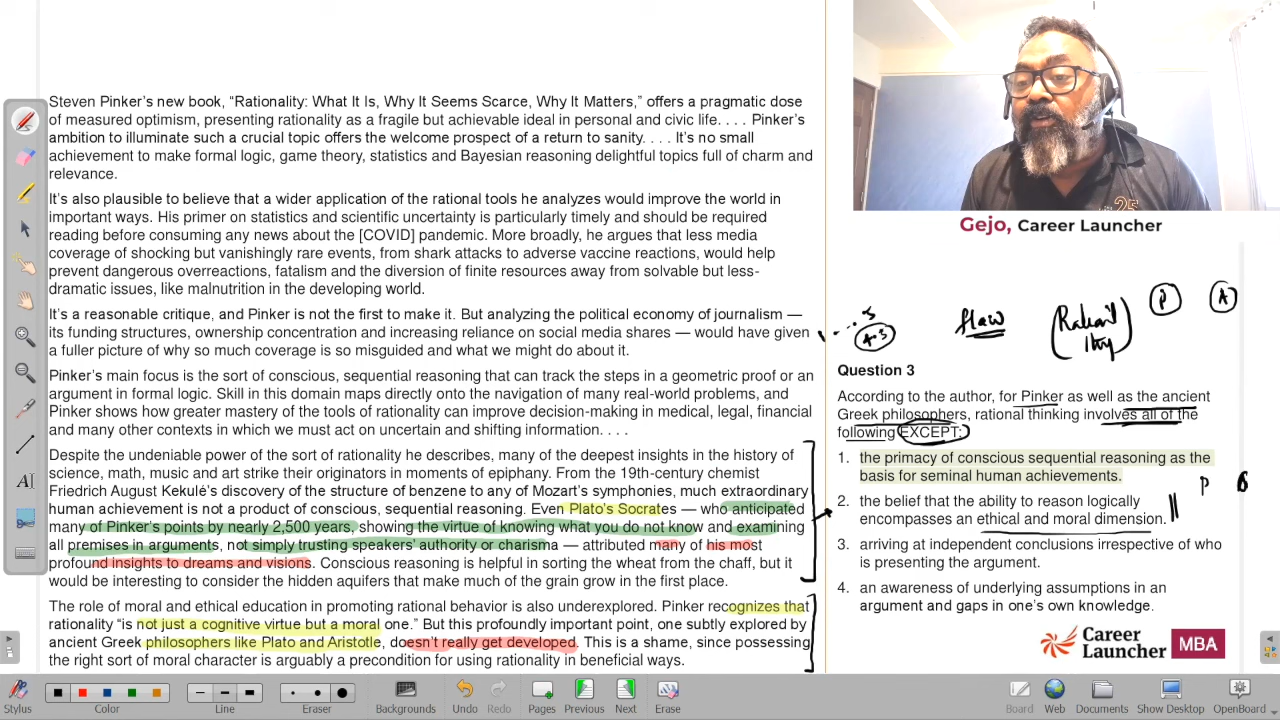 Steven Pinker's new book, “Rationality: What It Is, Why It Seems Scarce, Why It Matters,” offers a pragmatic dose
of measured optimism, presenting rationality as a fragile but achievable ideal in personal and civic life. . . . Pinker's
ambition to illuminate such a crucial topic offers the welcome prospect of a return to sanity. . . . It's no small
achievement to make formal logic, game theory, statistics and Bayesian reasoning delightful topics full of charm and
relevance.
It's also plausible to believe that a wider application of the rational tools he analyzes would improve the world in
important ways. His primer on statistics and scientific uncertainty is particularly timely and should be required
reading before consuming any news about the [COVID] pandemic. More broadly, he argues that less media
coverage of shocking but vanishingly rare events, from shark attacks to adverse vaccine reactions, would help
prevent dangerous overreactions, fatalism and the diversion of finite resources away from solvable but less-
dramatic issues, like malnutrition in the developing world.
It's a reasonable critique, and Pinker is not the first to make it. But analyzing the political economy of journalism —
its funding structures, ownership concentration and increasing reliance on social media shares — would have given
a fuller picture of why so much coverage is so misguided and what we might do about it.
Pinker's main focus is the sort of conscious, sequential reasoning that can track the steps in a geometric proof or an
argument in formal logic. Skill in this domain maps directly onto the navigation of many real-world problems, and
Pinker shows how greater mastery of the tools of rationality can improve decision-making in medical, legal, financial
and many other contexts in which we must act on uncertain and shifting information. . . .
Despite the undeniable power of the sort of rationality he describes, many of the deepest insights in the history of
science, math, music and art strike their originators in moments of epiphany. From the 19th-century chemist
Friedrich August Kekulé's discovery of the structure of benzene to any of Mozart's symphonies, much extraordinary
human achievement is not a product of conscious, sequential reasoning. Even Plato's Socrates — who anticipated
many of Pinker's points by nearly 2,500 years, showing the virtue of knowing what you do not know and examining
all premises in arguments, not simply trusting speakers' authority or charisma — attributed many of his most
profound insights to dreams and visions. Conscious reasoning is helpful in sorting the wheat from the chaff, but it
would be interesting to consider the hidden aquifers that make much of the grain grow in the first place.
The role of moral and ethical education in promoting rational behavior is also underexplored. Pinker recognizes that
rationality “is not just a cognitive virtue but a moral one.” But this profoundly important point, one subtly explored by
ancient Greek philosophers like Plato and Aristotle, doesn't really get developed. This is a shame, since possessing
the right sort of moral character is arguably a precondition for using rationality in beneficial ways.
25
Gejo, Career Launcher
flaw
P
A
Question 3
According to the author, for Pinker as well as the ancient
Greek philosophers, rational thinking involves all of the
following EXCEPT:
1. the primacy of conscious sequential reasoning as the
basis for seminal human achievements.
P
2. the belief that the ability to reason logically
encompasses an ethical and moral dimension.
3. arriving at independent conclusions irrespective of who
is presenting the argument.
4. an awareness of underlying assumptions in an
argument and gaps in one's own knowledge.
Career
Launcher MBA
Stylus
Color
Line
Eraser
Backgrounds
Undo
Redo
Pages
Previous
Next
Erase
Board
Web
Documents
Show Desktop
OpenBoard